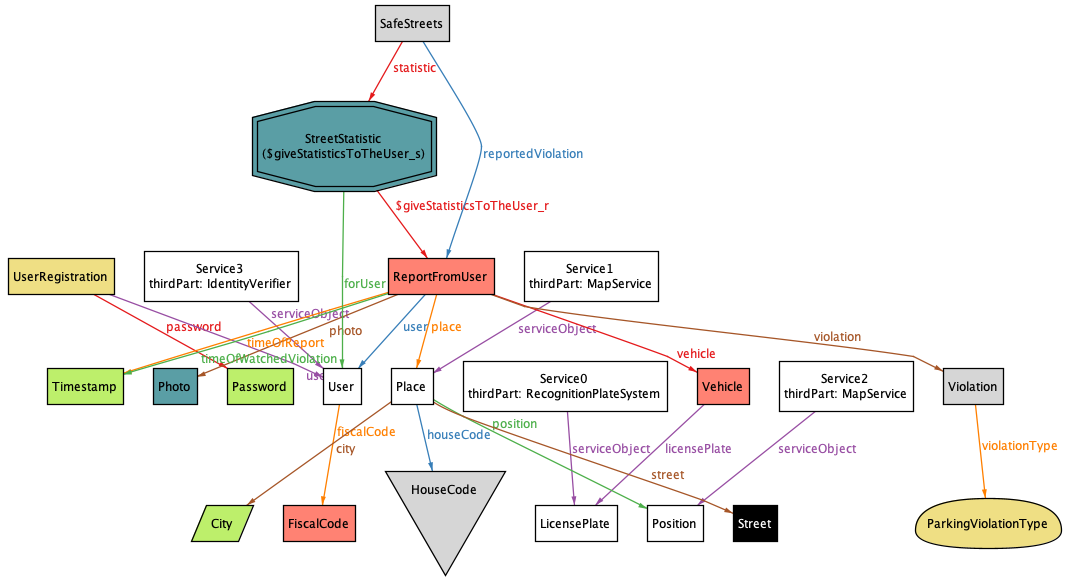 SafeStreets
statistic
StreetStatistic
($giveStatisticsToTheUser_s)
reportedViolation
$giveStatisticsToTheUser_r
UserRegistration
Service3
thirdPart: IdentityVerifier
ReportFromUser
Service1
thirdPart: MapService
forUser
serviceObject
password
timeOfReport
photo
user
place
serviceObject
violation
timeOfWatchedViolation
vehicle
Timestamp
Photo
Password
User
Place
Service0
thirdPart: RecognitionPlateSystem
Vehicle
Service2
thirdPart: MapService
Violation
fiscalCode
city
houseCode
position
serviceObject
licensePlate
serviceObject
violationType
street
HouseCode
City
FiscalCode
LicensePlate
Position
Street
ParkingViolationType